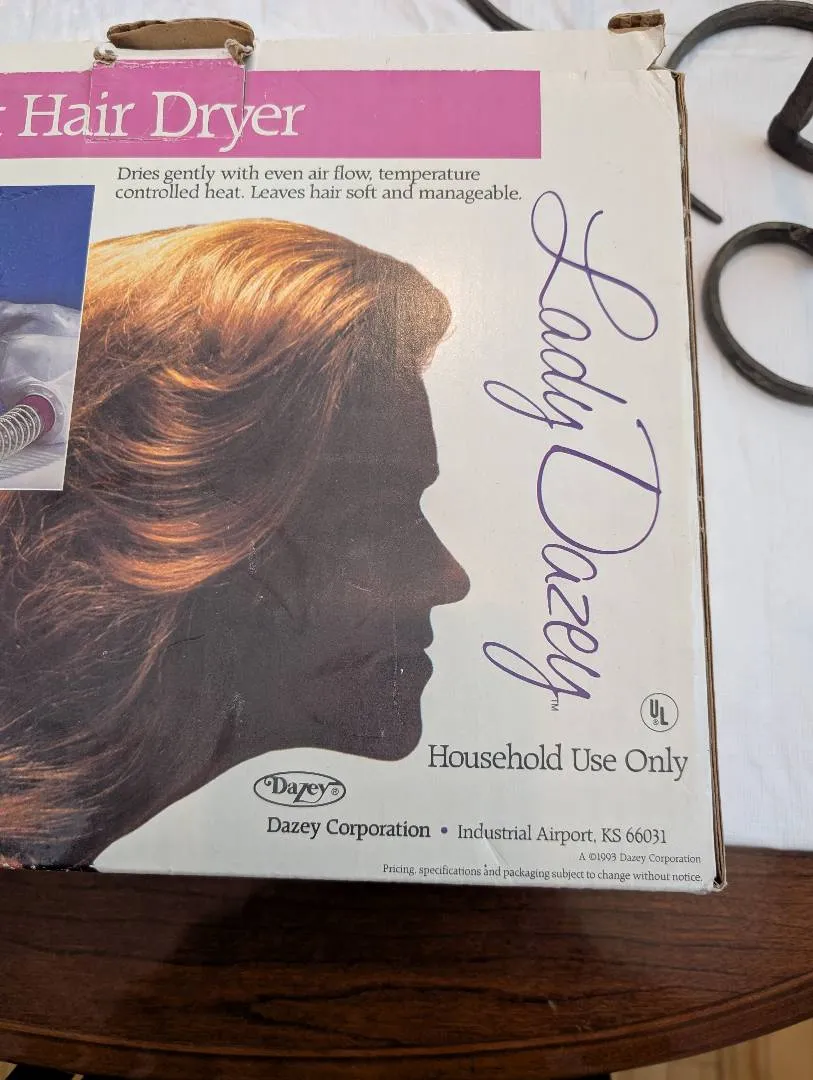 Hair Dryer
Dries gently with even air flow, temperature
controlled heat. Leaves hair soft and manageable.
Lady Dazey™
UL®
Household Use Only
Dazey®
Dazey Corporation • Industrial Airport, KS 66031
A ©1993 Dazey Corporation
Pricing, specifications and packaging subject to change without notice.